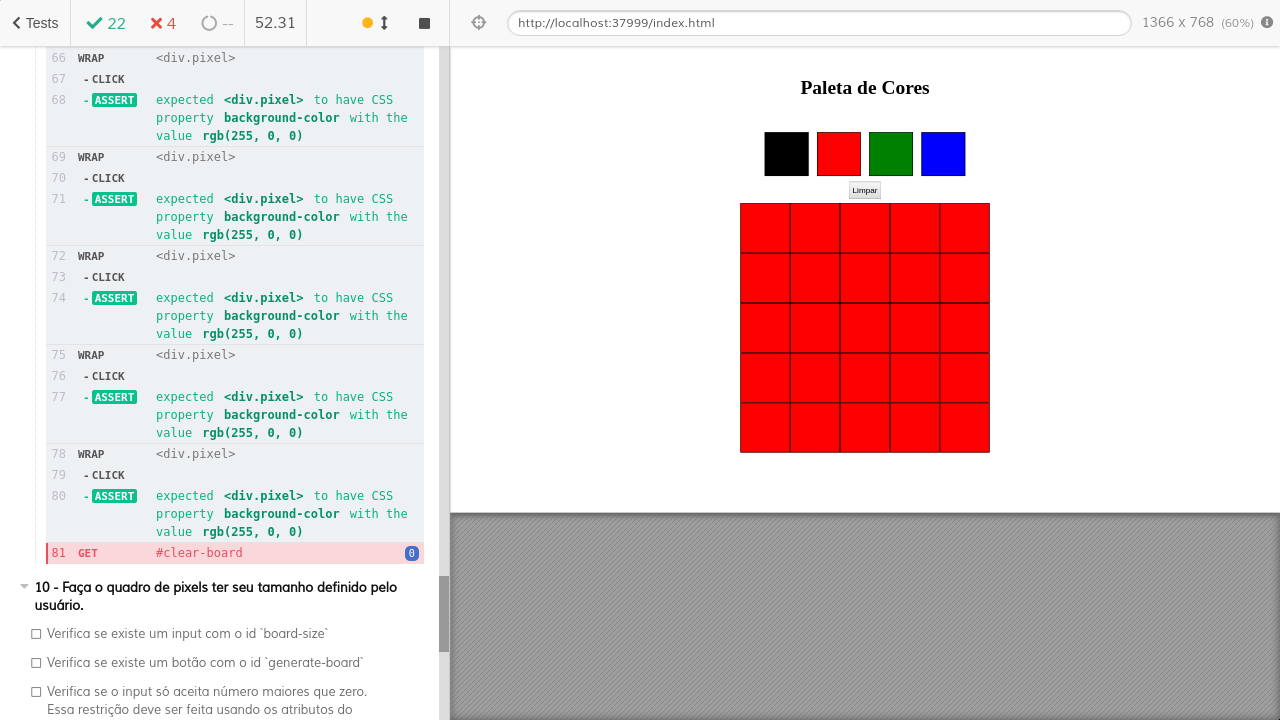 Tests 22 4 -- 52.31
http://localhost:37999/index.html 1366 x 768 (60%)
66 WRAP <div.pixel>
67 - CLICK
68 - ASSERT expected <div.pixel> to have CSS
property background-color with the
value rgb(255, 0, 0)
69 WRAP <div.pixel>
70 - CLICK
71 - ASSERT expected <div.pixel> to have CSS
property background-color with the
value rgb(255, 0, 0)
72 WRAP <div.pixel>
73 - CLICK
74 - ASSERT expected <div.pixel> to have CSS
property background-color with the
value rgb(255, 0, 0)
75 WRAP <div.pixel>
76 - CLICK
77 - ASSERT expected <div.pixel> to have CSS
property background-color with the
value rgb(255, 0, 0)
78 WRAP <div.pixel>
79 - CLICK
80 - ASSERT expected <div.pixel> to have CSS
property background-color with the
value rgb(255, 0, 0)
81 GET #clear-board 0
10 - Faça o quadro de pixels ter seu tamanho definido pelo
usuário.
Verifica se existe um input com o id `board-size`
Verifica se existe um botão com o id `generate-board`
Verifica se o input só aceita número maiores que zero.
Essa restrição deve ser feita usando os atributos do
Paleta de Cores
Limpar